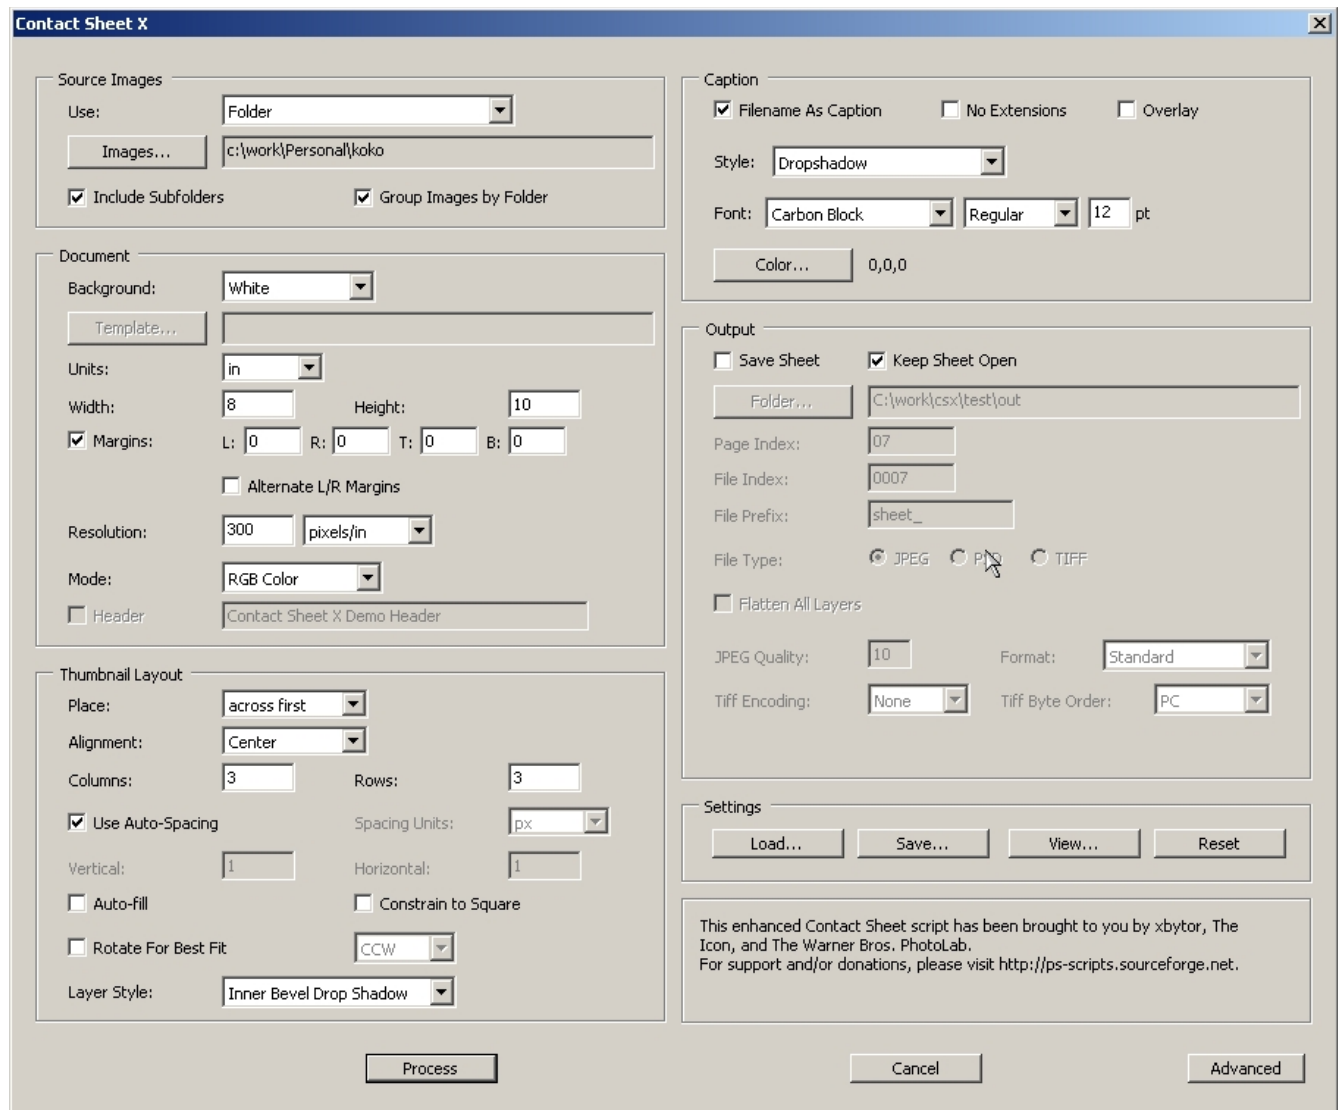 Contact Sheet X
Source Images
Use: Folder
Images... c:\work\Personal\koko
Include Subfolders Group Images by Folder
Document
Background: White
Template...
Units: in
Width: 8 Height: 10
Margins: L: 0 R: 0 T: 0 B: 0
Alternate L/R Margins
Resolution: 300 pixels/in
Mode: RGB Color
Header Contact Sheet X Demo Header
Thumbnail Layout
Place: across first
Alignment: Center
Columns: 3 Rows: 3
Use Auto-Spacing Spacing Units: px
Vertical: 1 Horizontal: 1
Auto-fill Constrain to Square
Rotate For Best Fit CCW
Layer Style: Inner Bevel Drop Shadow
Caption
Filename As Caption No Extensions Overlay
Style: Dropshadow
Font: Carbon Block Regular 12 pt
Color... 0,0,0
Output
Save Sheet Keep Sheet Open
Folder... C:\work\csx\test\out
Page Index: 07
File Index: 0007
File Prefix: sheet_
File Type: JPEG TIFF
Flatten All Layers
JPEG Quality: 10 Format: Standard
Tiff Encoding: None Tiff Byte Order: PC
Settings
Load... Save... View... Reset
This enhanced Contact Sheet script has been brought to you by xbytor, The
Icon, and The Warner Bros. PhotoLab.
For support and/or donations, please visit http://ps-scripts.sourceforge.net.
Process Cancel Advanced